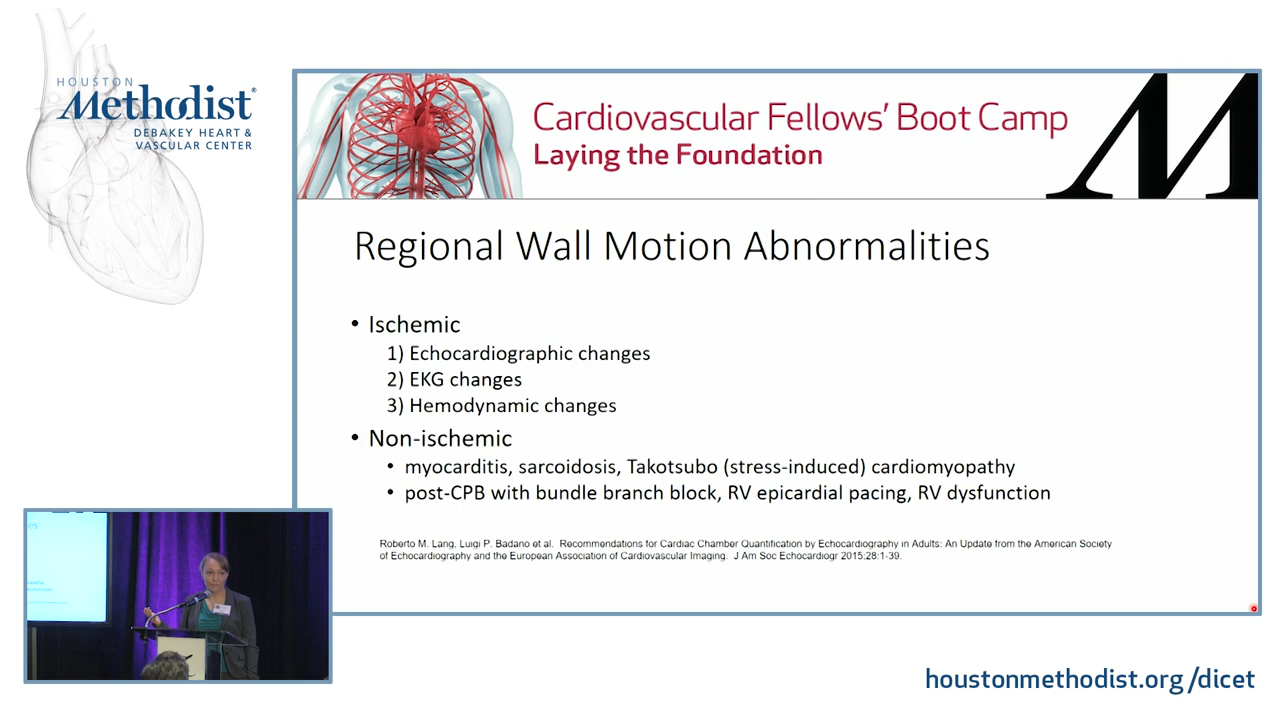 HOUSTON
Methodist®
DEBAKEY HEART &
VASCULAR CENTER
Cardiovascular Fellows' Boot Camp
Laying the Foundation
Regional Wall Motion Abnormalities
• Ischemic
1) Echocardiographic changes
2) EKG changes
3) Hemodynamic changes
• Non-ischemic
• myocarditis, sarcoidosis, Takotsubo (stress-induced) cardiomyopathy
• post-CPB with bundle branch block, RV epicardial pacing, RV dysfunction
Roberto M. Lang, Luigi P. Badano et al. Recommendations for Cardiac Chamber Quantification by Echocardiography in Adults: An Update from the American Society
of Echocardiography and the European Association of Cardiovascular Imaging. J Am Soc Echocardiogr 2015;28:1-39.
es
houstonmethodist.org/dicet